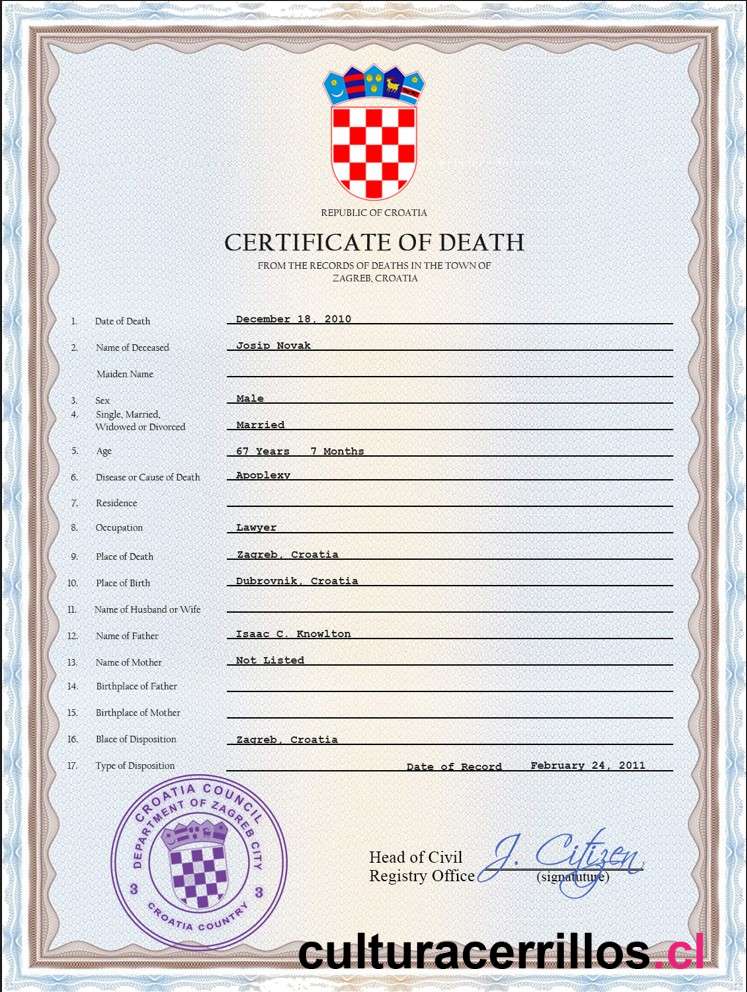 REPUBLIC OF CROATIA
CERTIFICATE OF DEATH
FROM THE RECORDS OF DEATHS IN THE TOWN OF
ZAGREB, CROATIA
1. Date of Death December 18, 2010
2. Name of Deceased Josip Novak
Maiden Name
3. Sex Male
4. Single, Married,
Widowed or Divorced Married
5. Age 67 Years 7 Months
6. Disease or Cause of Death Apoplexy
7. Residence
8. Occupation Lawyer
9. Place of Death Zagreb, Croatia
10. Place of Birth Dubrovnik, Croatia
11. Name of Husband or Wife
12. Name of Father Isaac C. Knowlton
13. Name of Mother Not Listed
14. Birthplace of Father
15. Birthplace of Mother
16. Blace of Disposition Zagreb, Croatia
17. Type of Disposition Date of Record February 24, 2011
CROATIA COUNCIL
DEPARTMENT OF ZAGREB CITY
3 3
CROATIA COUNTRY
Head of Civil
Registry Office
J. Citizen
(signatuture)
culturacerrillos.cl